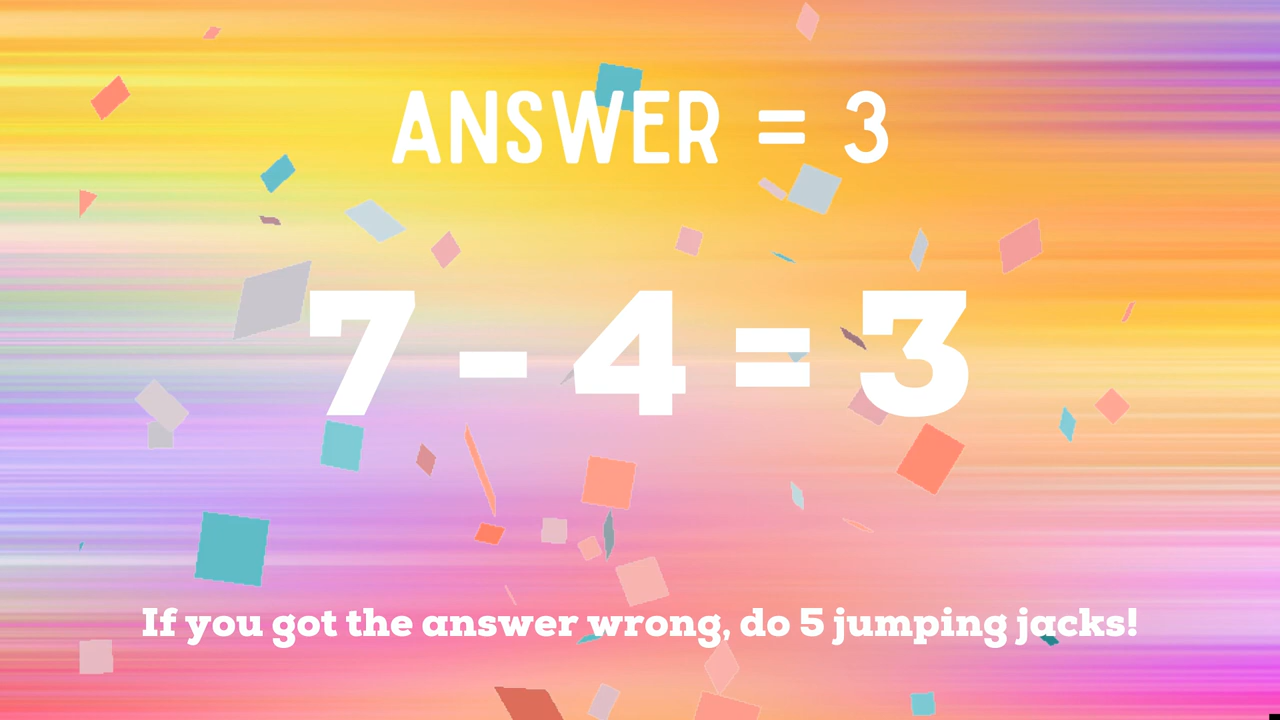 ANSWER = 3
7 - 4 = 3
If you got the answer wrong, do 5 jumping jacks!